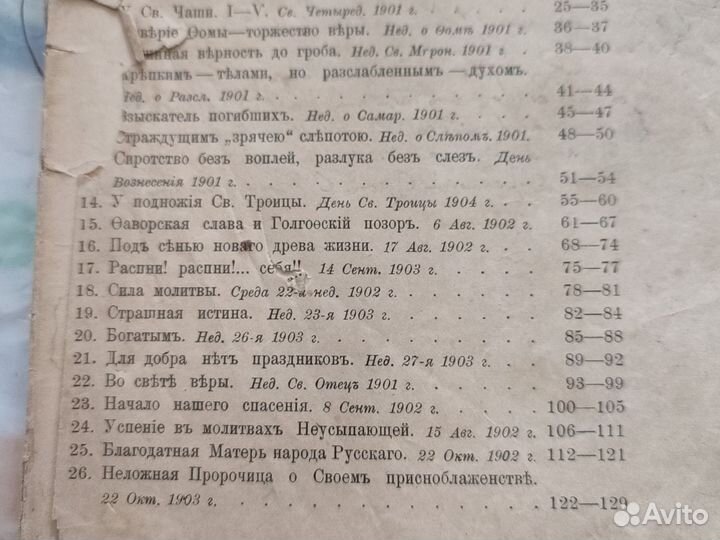 У Св. Чаши. I—V. Св. Четверед. 1901 г. . . . 25—35
вѣріе Ѳомы—торжество вѣры. Нед. о Ѳомѣ 1901 г. . 36—37
ная вѣрность до гроба. Нед. Св. Мѵрон. 1901 г. . 38—40
рѣпкимъ—тѣлами, но разслабленнымъ—духомъ.
Нед. о Разсл. 1901 г. . . . . . . . . 41—44
Взыскатель погибшихъ. Нед. о Самар. 1901 г. . . . 45—47
Страждущимъ „зрячею“ слѣпотою. Нед. о Слѣпомъ. 1901. 48—50
Сиротство безъ воплей, разлука безъ слезъ. День
Вознесенія 1901 г. . . . . . . . . . 51—54
14. У подножія Св. Троицы. День Св. Троицы 1904 г. . . 55—60
15. Ѳаворская слава и Голгоѳскій позоръ. 6 Авг. 1902 г. . 61—67
16. Подъ сѣнью новаго древа жизни. 17 Авг. 1902 г. . . 68—74
17. Распни! распни!... себя!! 14 Сент. 1903 г. . . . . 75—77
18. Сила молитвы. Среда 22-й нед. 1902 г. . . . . . 78—81
19. Страшная истина. Нед. 23-я 1903 г. . . . . . . 82—84
20. Богатымъ. Нед. 26-я 1903 г. . . . . . . . . 85—88
21. Для добра нѣтъ праздниковъ. Нед. 27-я 1903 г. . . . 89—92
22. Во свѣтѣ вѣры. Нед. Св. Отецъ 1901 г. . . . . . 93—99
23. Начало нашего спасенія. 8 Сент. 1902 г. . . . . 100—105
24. Успеніе въ молитвахъ Неусыпающей. 15 Авг. 1902 г. . 106—111
25. Благодатная Матерь народа Русскаго. 22 Окт. 1902 г. . 112—121
26. Неложная Пророчица о Своемъ присноблаженствѣ.
22 Окт. 1903 г. . . . . . . . . . . 122—129
Avito